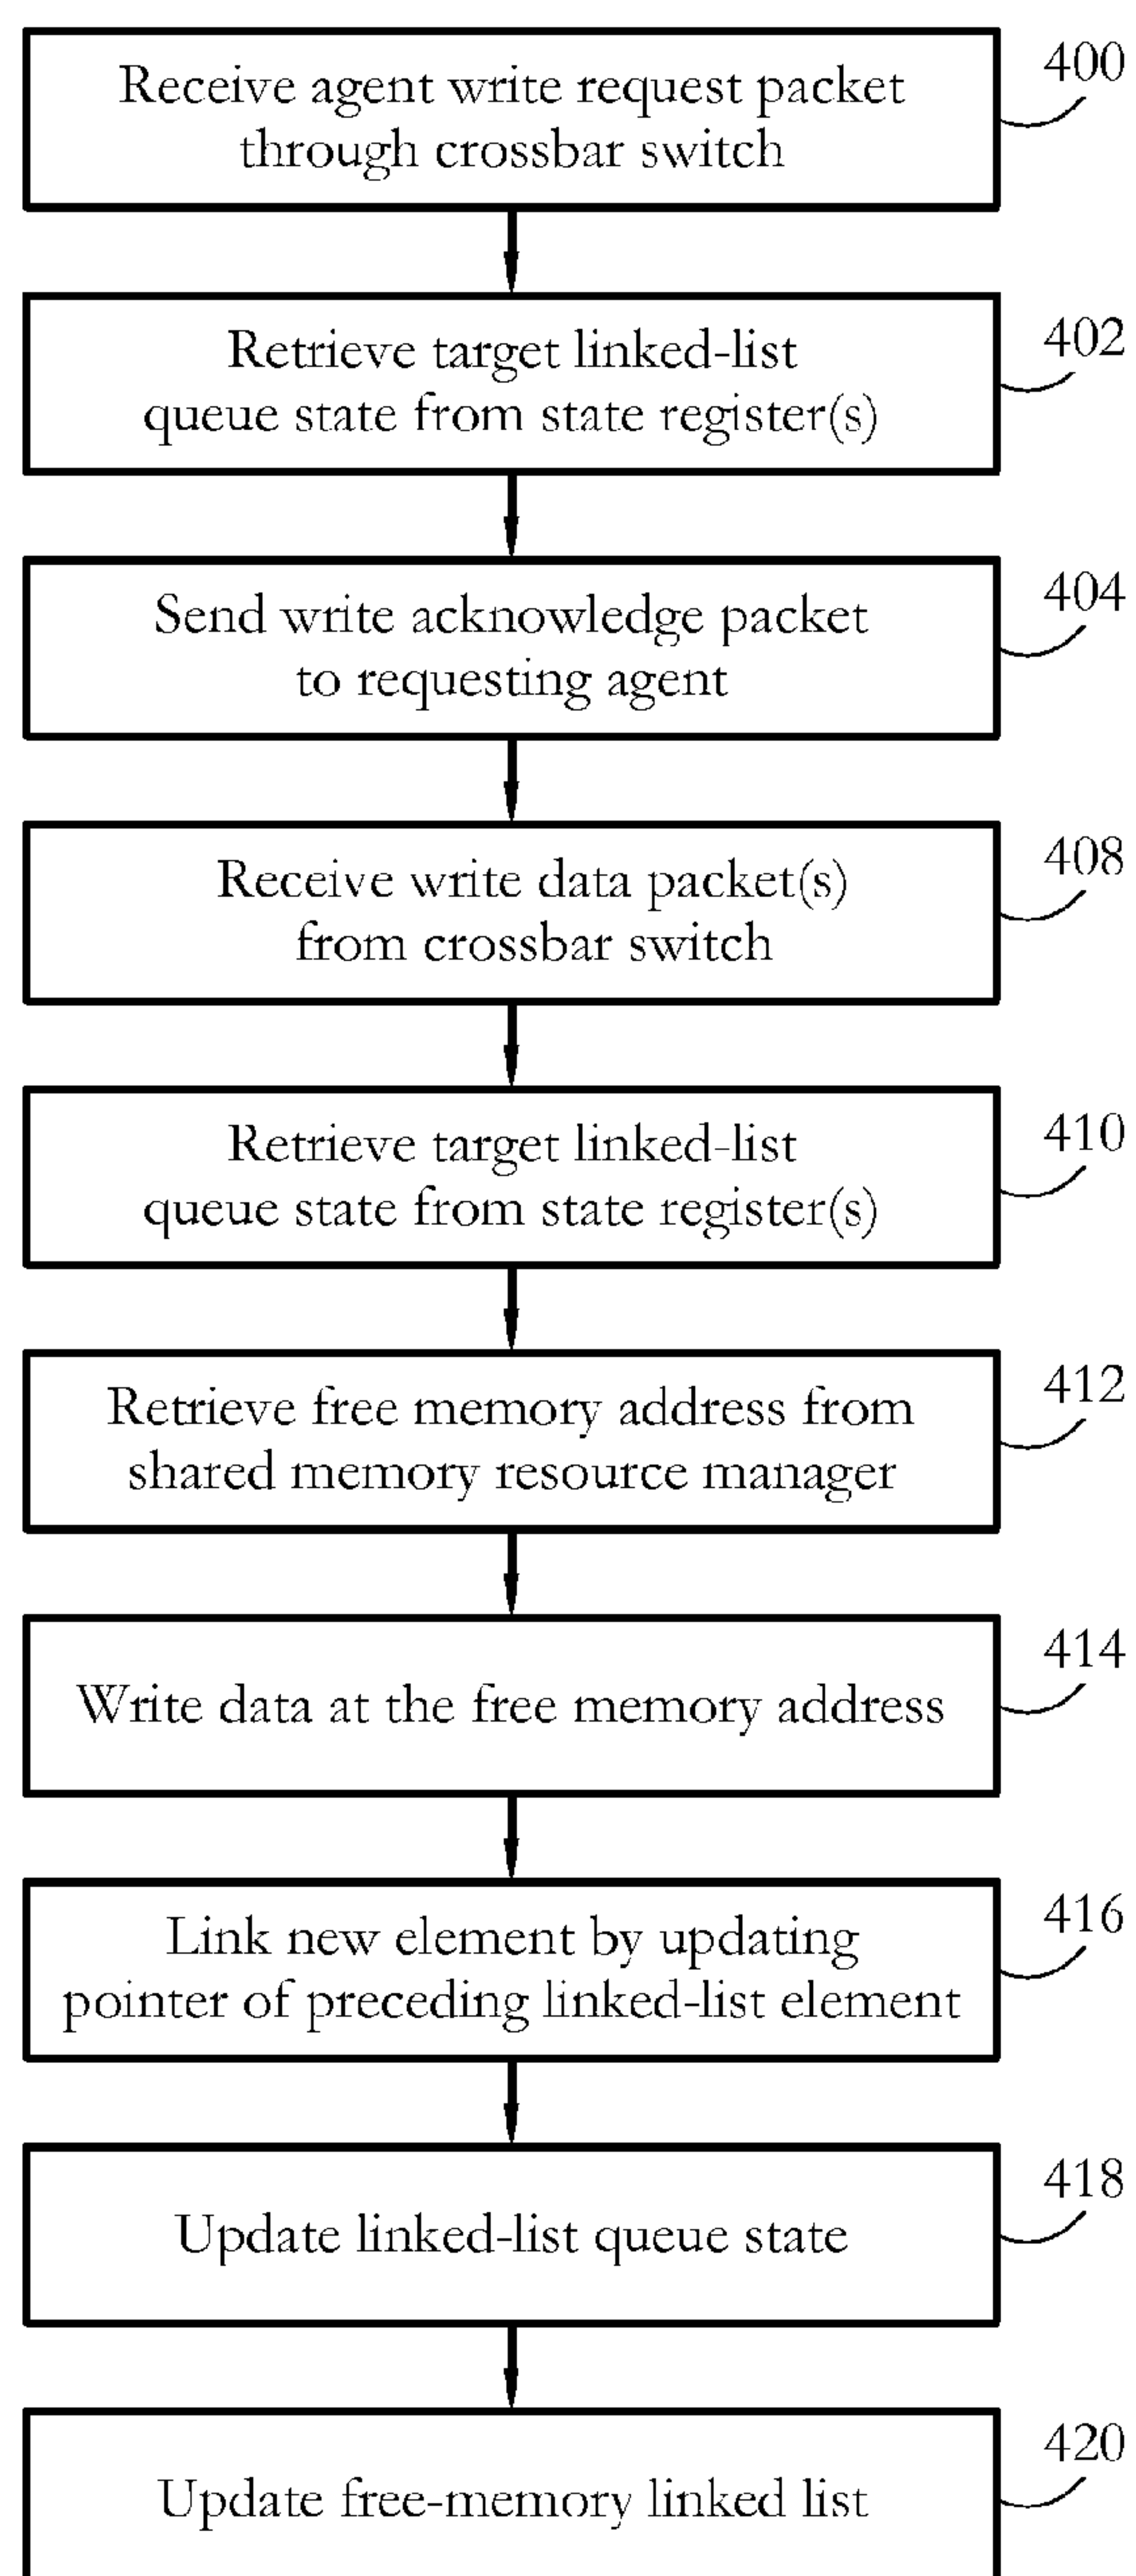 Receive agent write request packet
through crossbar switch
400
Retrieve target linked-list
queue state from state register(s)
402
Send write acknowledge packet
to requesting agent
404
Receive write data packet(s)
from crossbar switch
408
Retrieve target linked-list
queue state from state register(s)
410
Retrieve free memory address from
shared memory resource manager
412
Write data at the free memory address
414
Link new element by updating
pointer of preceding linked-list element
416
Update linked-list queue state
418
Update free-memory linked list
420